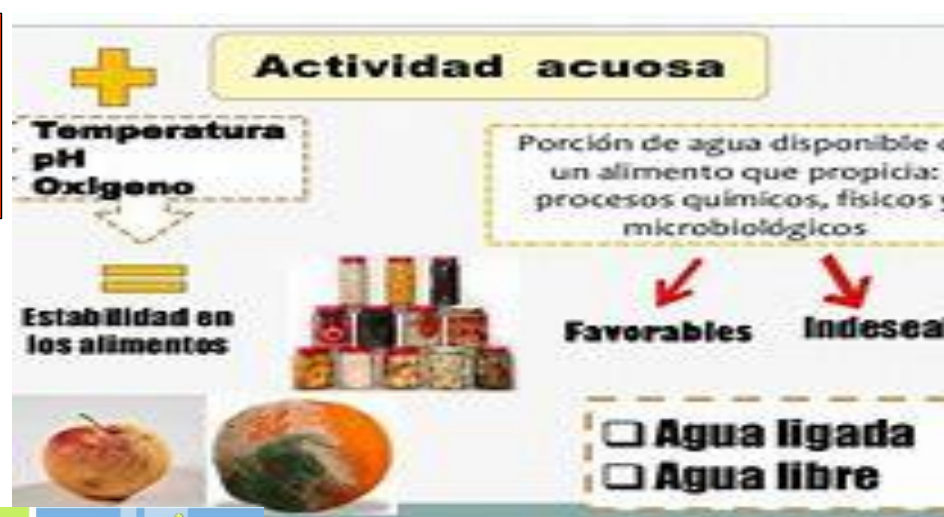 Actividad acuosa
Temperatura
pH
Oxigeno
Estabilidad en
los alimentos
Porción de agua disponible
un alimento que propicia:
procesos químicos, físicos y
microbiológicos
Favorables
Agua ligada
Agua libre